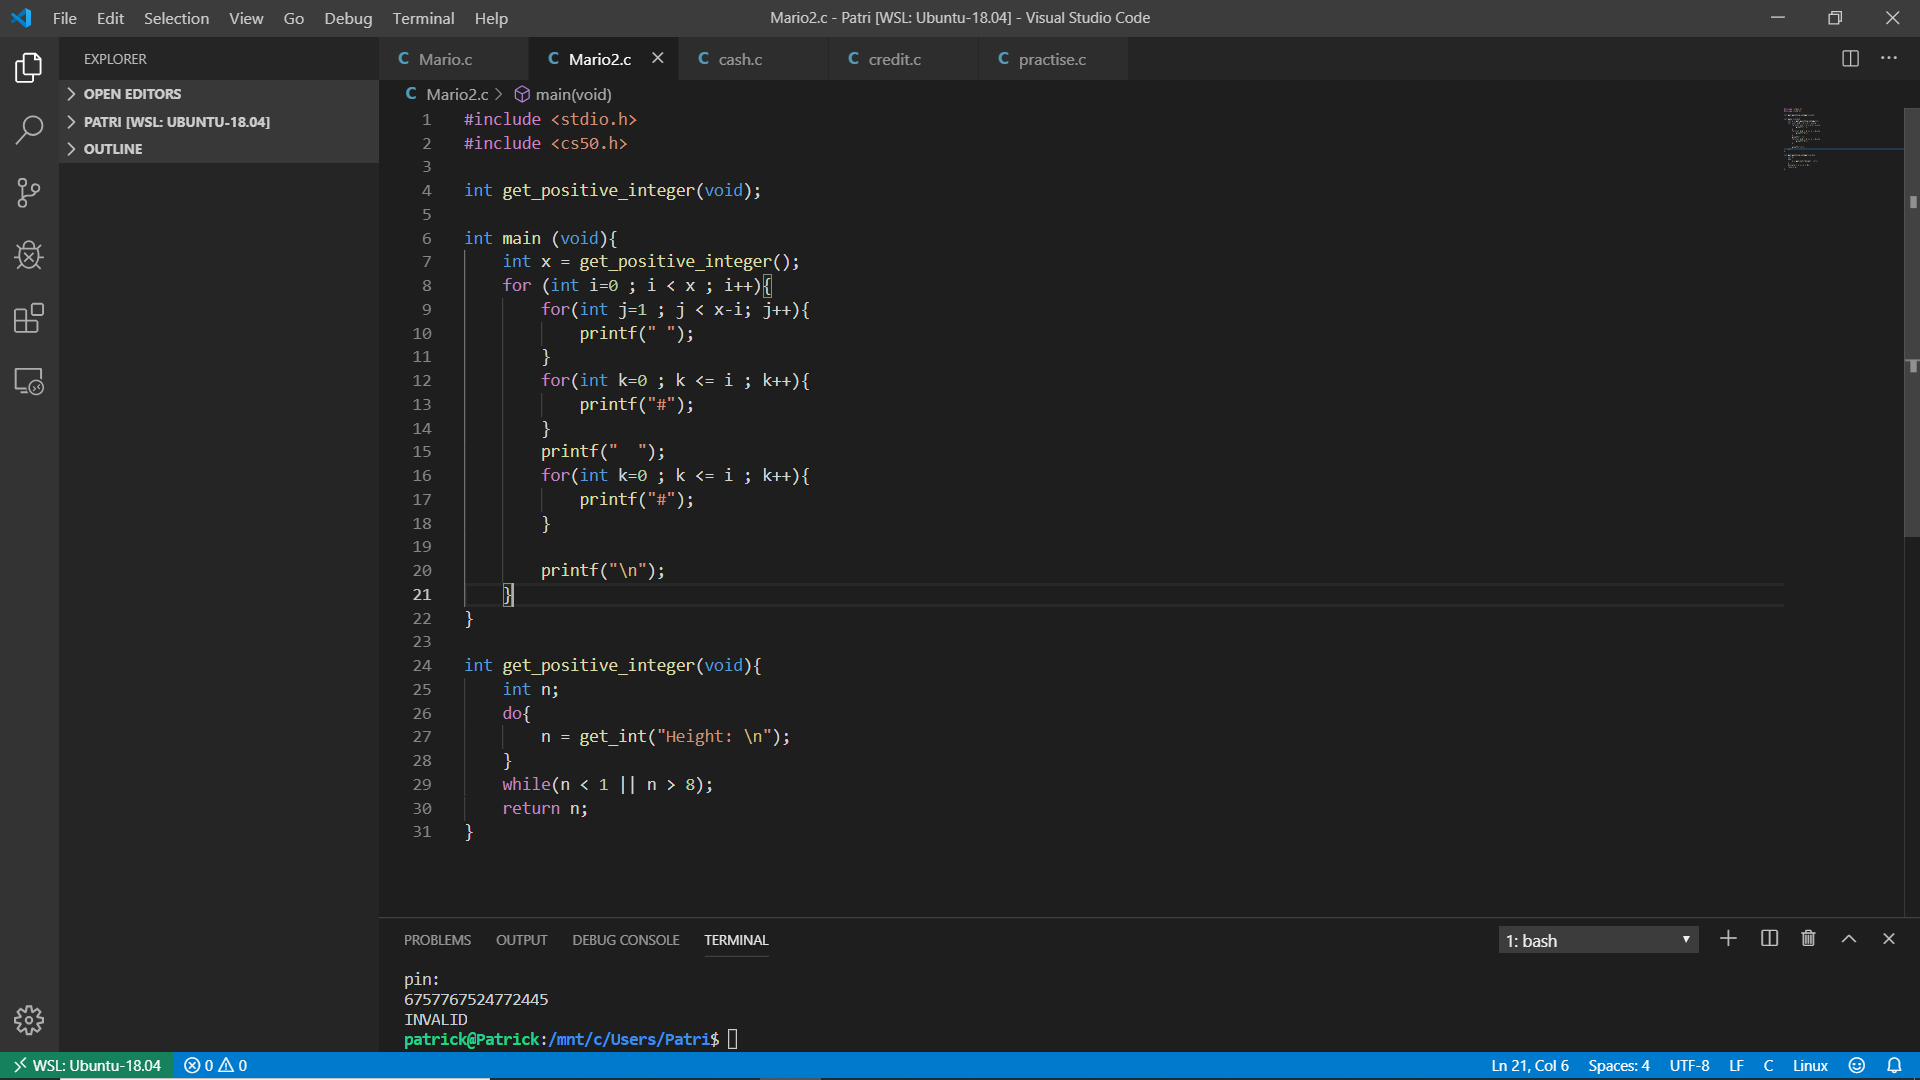 File Edit Selection View Go Debug Terminal Help
Mario2.c - Patri [WSL: Ubuntu-18.04] - Visual Studio Code
EXPLORER
OPEN EDITORS
PATRI [WSL: UBUNTU-18.04]
OUTLINE
C Mario.c C Mario2.c C cash.c C credit.c C practise.c
C Mario2.c > main(void)
1 #include <stdio.h>
2 #include <cs50.h>
3
4 int get_positive_integer(void);
5
6 int main (void){
7     int x = get_positive_integer();
8     for (int i=0 ; i < x ; i++){
9         for(int j=1 ; j < x-i; j++){
10             printf(" ");
11         }
12         for(int k=0 ; k <= i ; k++){
13             printf("#");
14         }
15         printf("  ");
16         for(int k=0 ; k <= i ; k++){
17             printf("#");
18         }
19
20         printf("\n");
21     }
22 }
23
24 int get_positive_integer(void){
25     int n;
26     do{
27         n = get_int("Height: \n");
28     }
29     while(n < 1 || n > 8);
30     return n;
31 }
PROBLEMS OUTPUT DEBUG CONSOLE TERMINAL
1: bash
pin:
6757767524772445
INVALID
patrick@Patrick:/mnt/c/Users/Patri$
WSL: Ubuntu-18.04 0 0 Ln 21, Col 6 Spaces: 4 UTF-8 LF C Linux